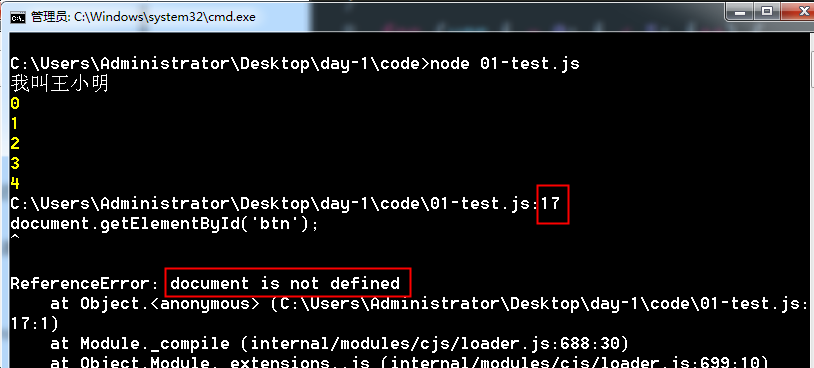 管理员: C:\Windows\system32\cmd.exe
C:\Users\Administrator\Desktop\day-1\code>node 01-test.js
我叫王小明
0
1
2
3
4
C:\Users\Administrator\Desktop\day-1\code\01-test.js:17
document.getElementById('btn');
^
ReferenceError: document is not defined
    at Object.<anonymous> (C:\Users\Administrator\Desktop\day-1\code\01-test.js:
17:1)
    at Module._compile (internal/modules/cjs/loader.js:688:30)
    at Object.Module._extensions..js (internal/modules/cjs/loader.js:699:10)